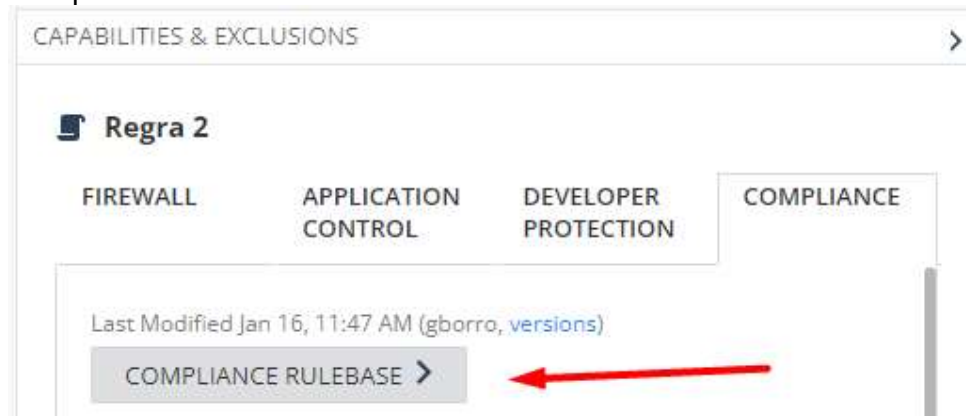 CAPABILITIES & EXCLUSIONS
Regra 2
FIREWALL
APPLICATION
CONTROL
DEVELOPER
PROTECTION
COMPLIANCE
Last Modified Jan 16, 11:47 AM (gborro, versions)
COMPLIANCE RULEBASE